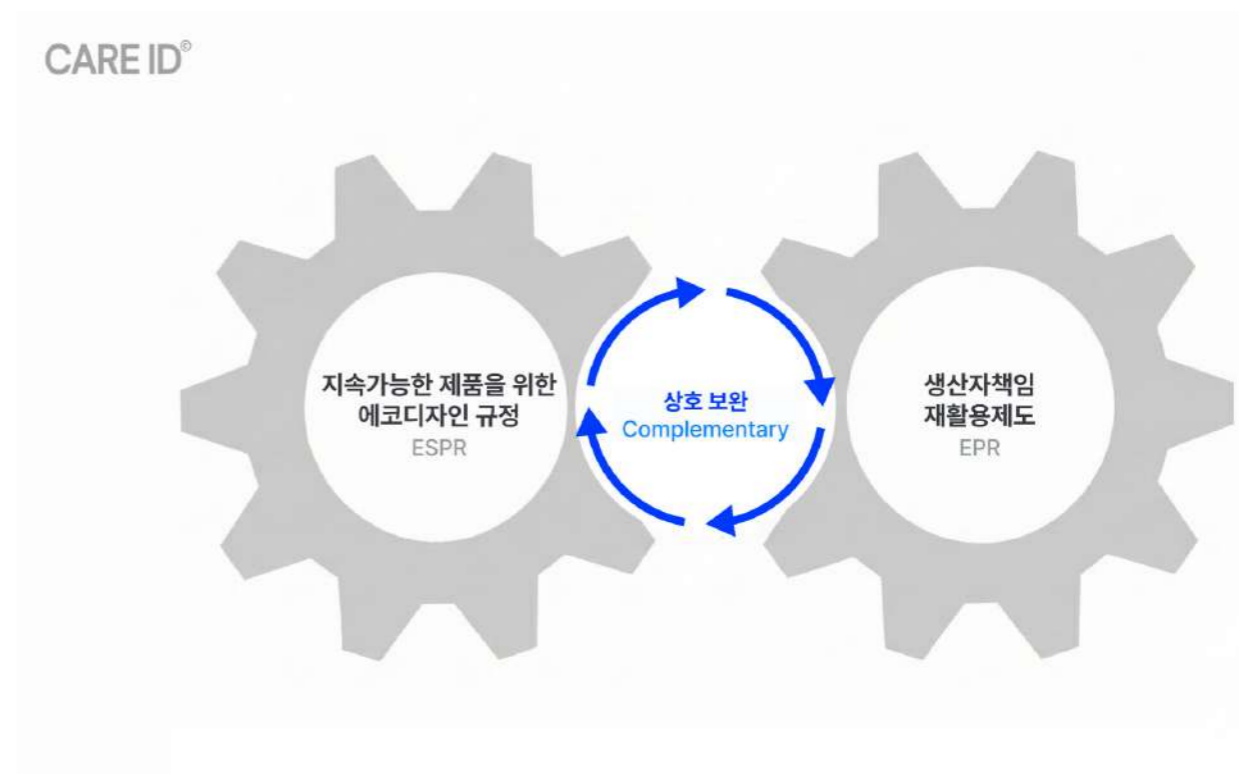 CARE ID©
지속가능한 제품을 위한
에코디자인 규정
ESPR
상호 보완
Complementary
생산자책임
재활용제도
EPR